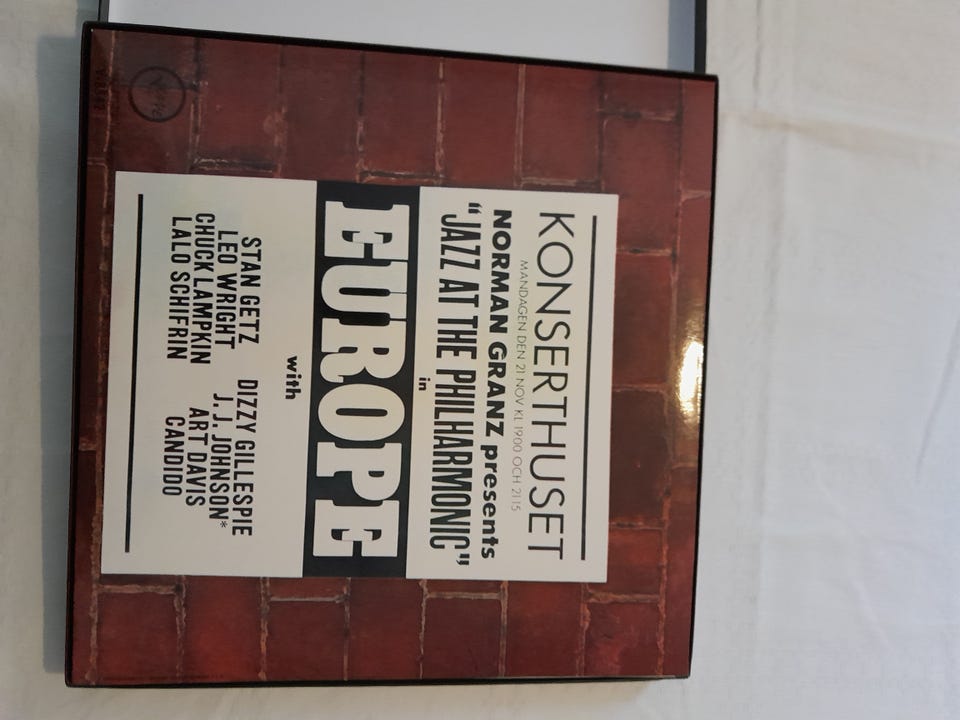 KONSERTHUSET
MANDAGEN DEN 21 NOV KL 1900 OCH 2115
NORMAN GRANZ presents
"JAZZ AT THE PHILHARMONIC"
in
EUROPE
with
STAN GETZ DIZZY GILLESPIE
LEO WRIGHT J. J. JOHNSON*
CHUCK LAMPKIN ART DAVIS
LALO SCHIFRIN CANDIDO
Verve